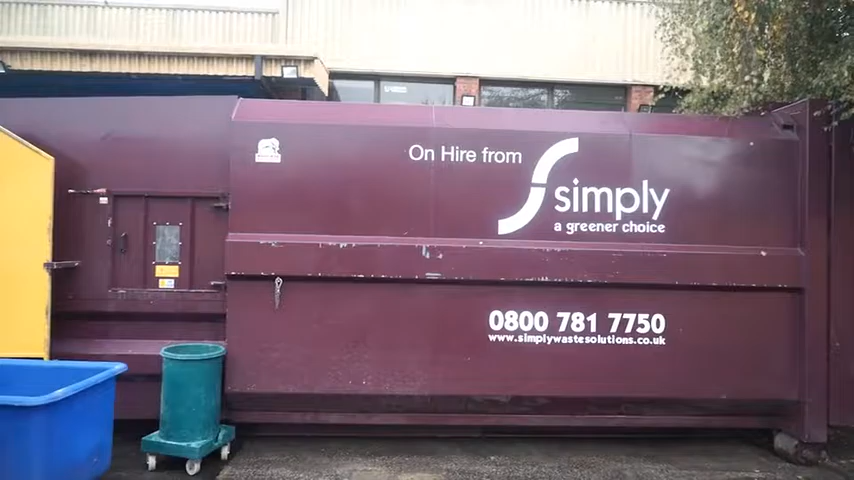 On Hire from
simply
a greener choice
0800 781 7750
www.simplywastesolutions.co.uk